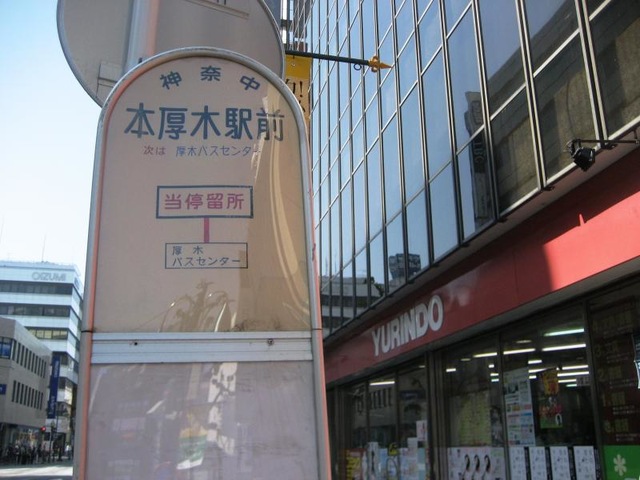 神奈中
本厚木駅前
次は 厚木バスセンター
当停留所
厚木
バスセンター
YURINDO
OIZUMI